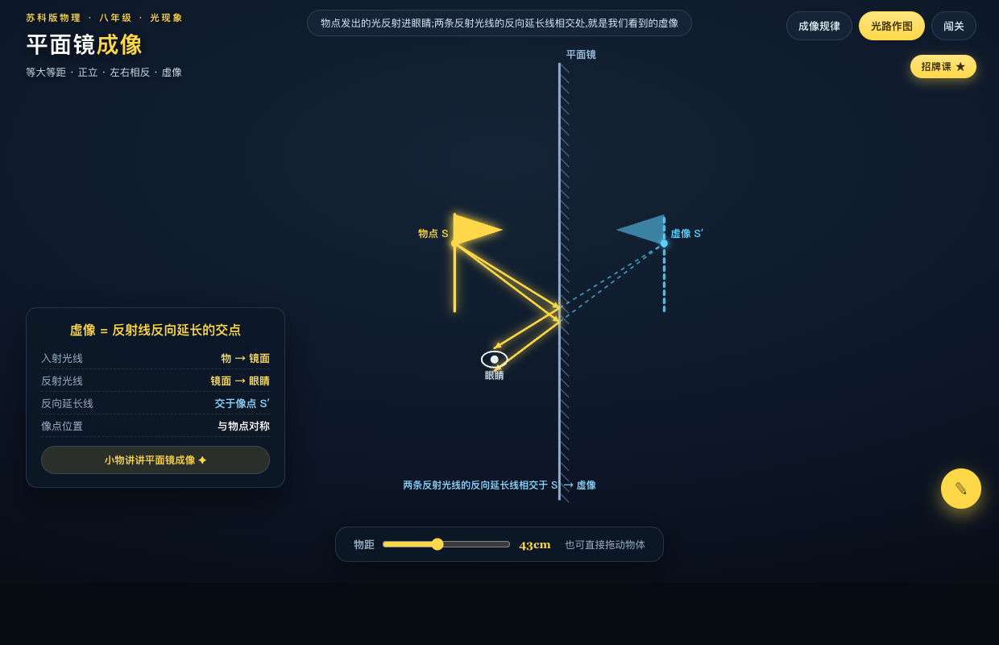 苏科版物理 · 八年级 · 光现象
平面镜成像
等大等距 · 正立 · 左右相反 · 虚像
物点发出的光反射进眼睛;两条反射光线的反向延长线相交处,就是我们看到的虚像
成像规律
光路作图
闯关
招牌课 ★
平面镜
物点 S
虚像 S′
眼睛
虚像 = 反射线反向延长的交点
入射光线 物 → 镜面
反射光线 镜面 → 眼睛
反向延长线 交于像点 S′
像点位置 与物点对称
小物讲讲平面镜成像 ✦
两条反射光线的反向延长线相交于 S′ → 虚像
物距 43cm 也可直接拖动物体